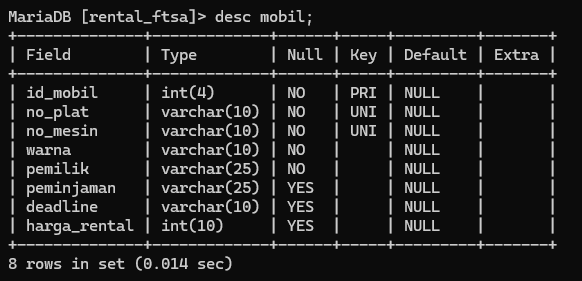 MariaDB [rental_ftsa]> desc mobil;
+--------------+-------------+------+-----+---------+-------+
| Field        | Type        | Null | Key | Default | Extra |
+--------------+-------------+------+-----+---------+-------+
| id_mobil     | int(4)      | NO   | PRI | NULL    |       |
| no_plat      | varchar(10) | NO   | UNI | NULL    |       |
| no_mesin     | varchar(10) | NO   | UNI | NULL    |       |
| warna        | varchar(10) | NO   |     | NULL    |       |
| pemilik      | varchar(25) | NO   |     | NULL    |       |
| peminjaman   | varchar(25) | YES  |     | NULL    |       |
| deadline     | varchar(10) | YES  |     | NULL    |       |
| harga_rental | int(10)     | YES  |     | NULL    |       |
+--------------+-------------+------+-----+---------+-------+
8 rows in set (0.014 sec)